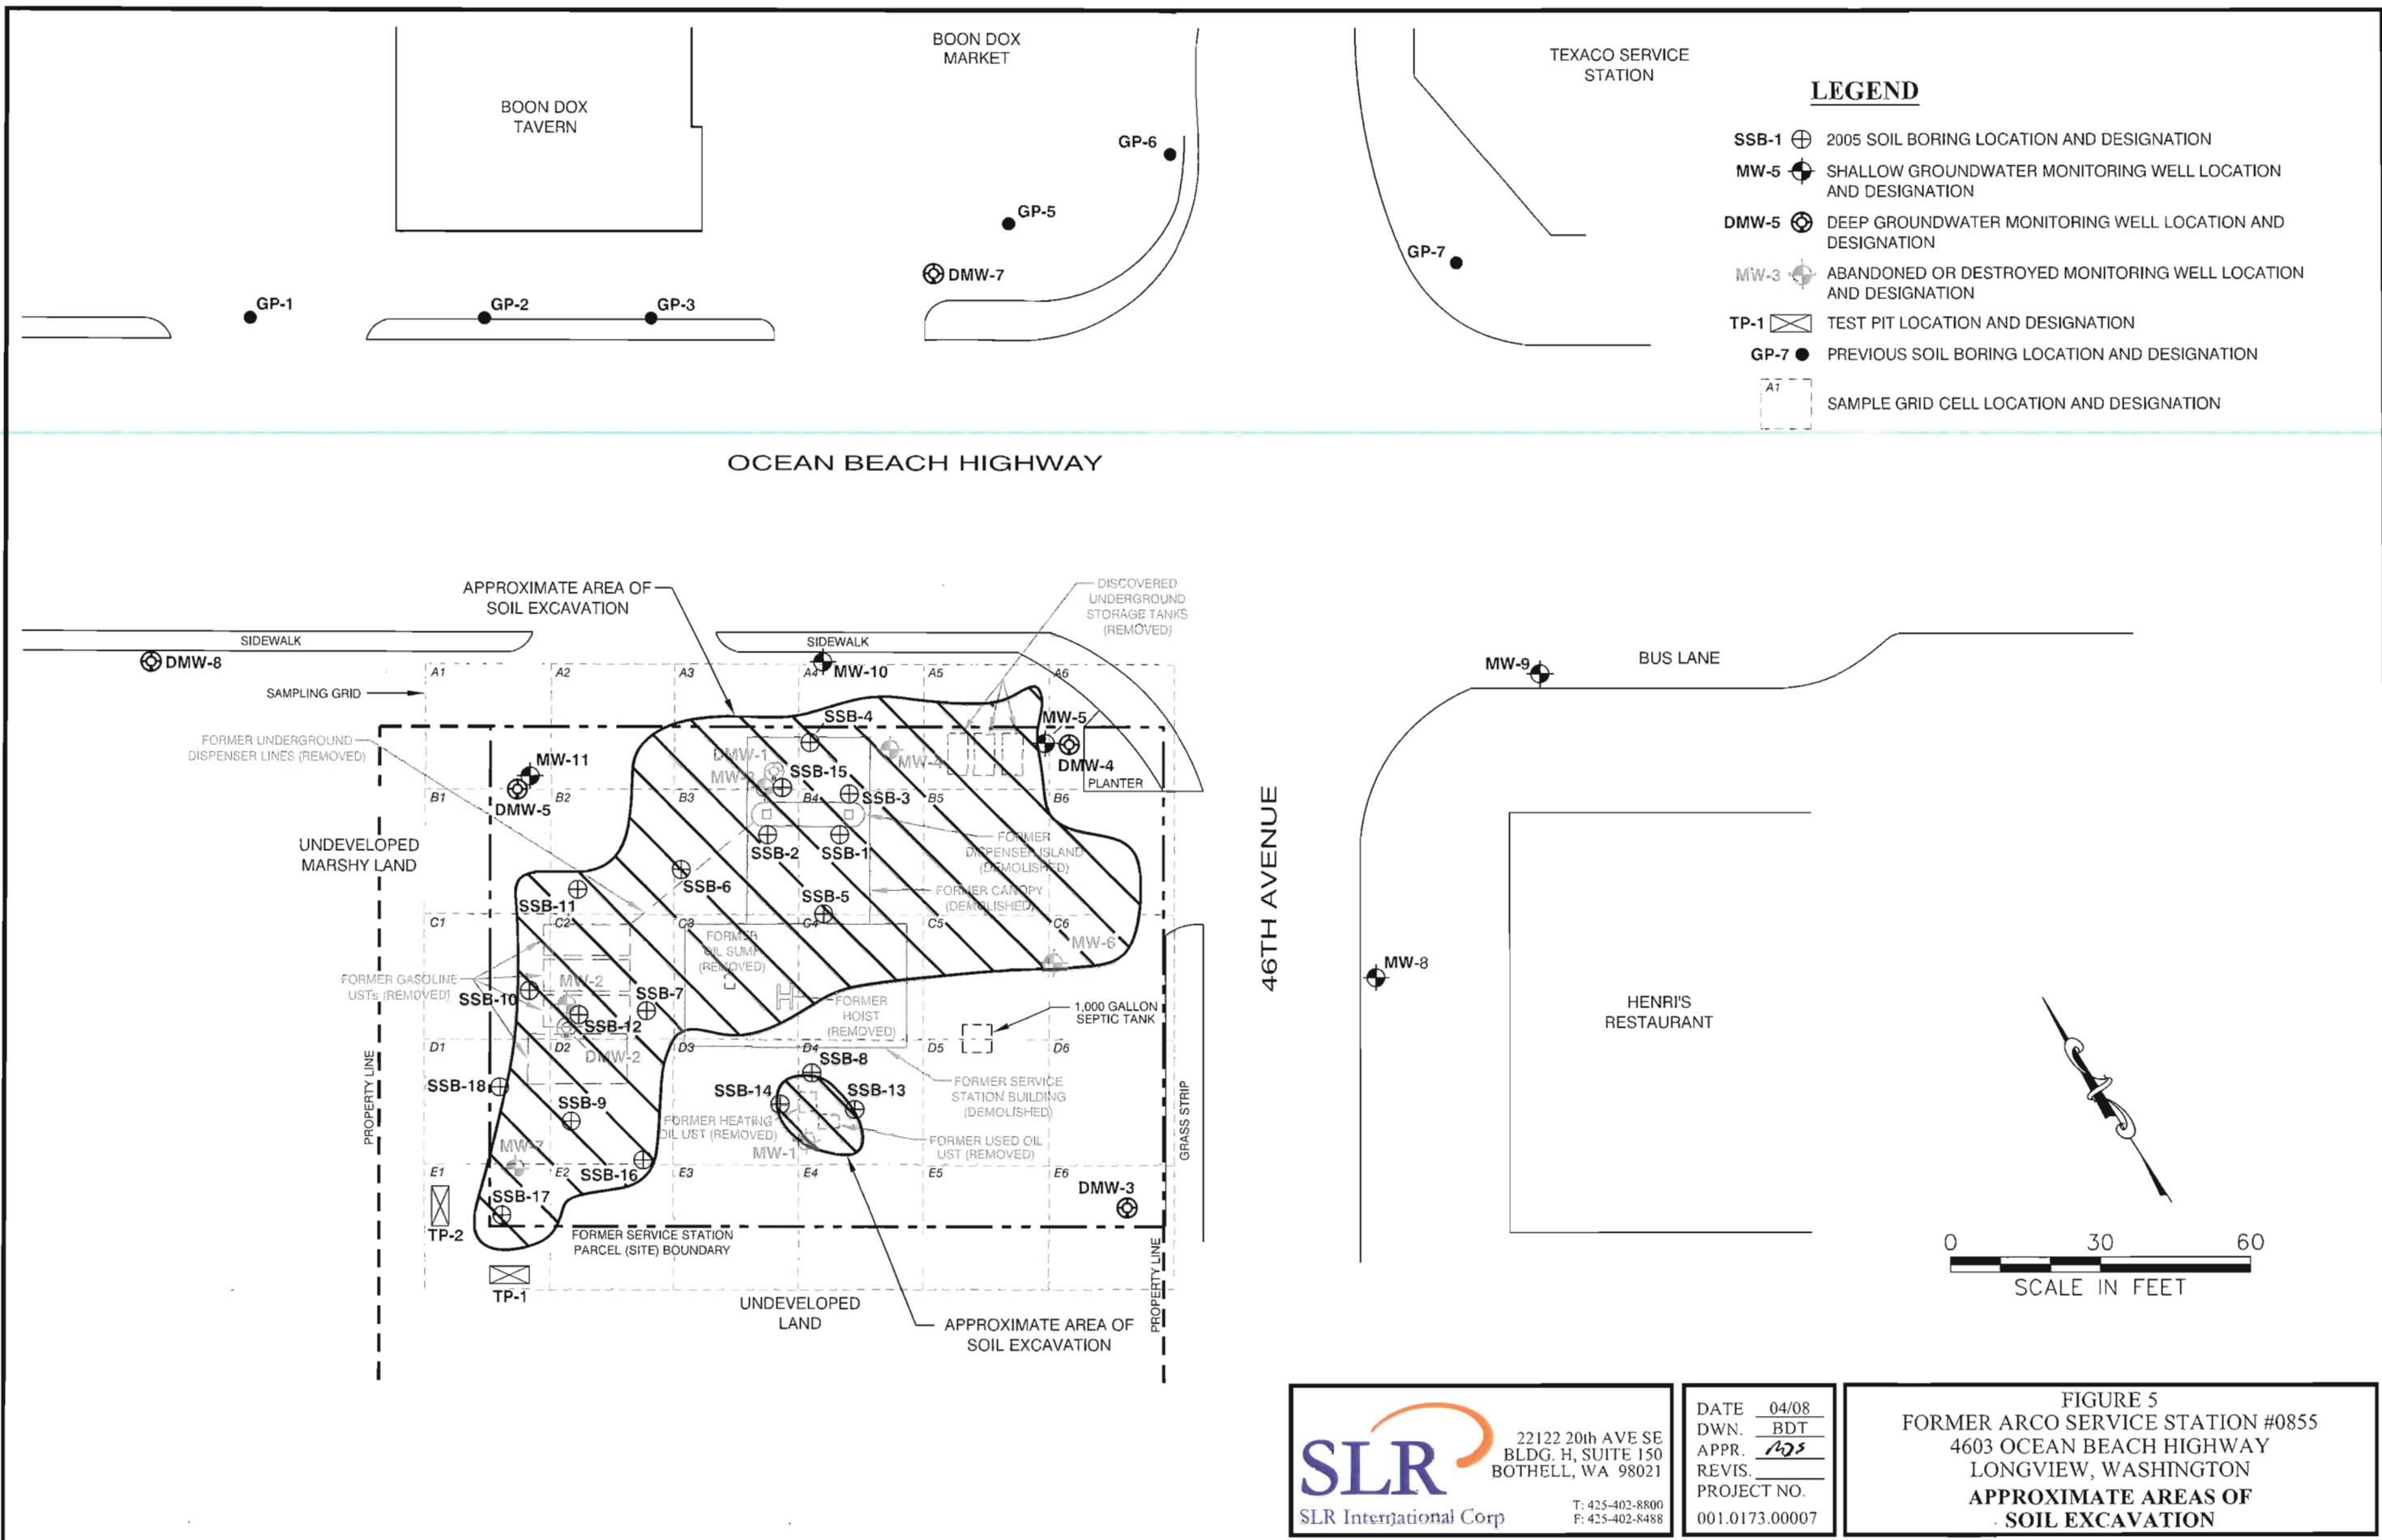 BOON DOX
TAVERN
BOON DOX
MARKET
TEXACO SERVICE
STATION
LEGEND
SSB-1 2005 SOIL BORING LOCATION AND DESIGNATION
MW-5 SHALLOW GROUNDWATER MONITORING WELL LOCATION
AND DESIGNATION
DMW-5 DEEP GROUNDWATER MONITORING WELL LOCATION AND
DESIGNATION
MW-3 ABANDONED OR DESTROYED MONITORING WELL LOCATION
AND DESIGNATION
TP-1 TEST PIT LOCATION AND DESIGNATION
GP-7 PREVIOUS SOIL BORING LOCATION AND DESIGNATION
A1
SAMPLE GRID CELL LOCATION AND DESIGNATION
GP-6
GP-5
GP-7
DMW-7
GP-1
GP-2
GP-3
OCEAN BEACH HIGHWAY
APPROXIMATE AREA OF
SOIL EXCAVATION
DISCOVERED
UNDERGROUND
STORAGE TANKS
(REMOVED)
SIDEWALK
SIDEWALK
DMW-8
MW-10
MW-9
BUS LANE
SAMPLING GRID
A1
A2
A3
A4
A5
A6
SSB-4
MW-5
FORMER UNDERGROUND
DISPENSER LINES (REMOVED)
MW-11
DMW-1
MW-4
DMW-4
SSB-15
PLANTER
B1
B2
B3
B4
B5
B6
DMW-5
SSB-3
UNDEVELOPED
MARSHY LAND
SSB-2
SSB-1
FORMER
DISPENSER ISLAND
(DEMOLISHED)
46TH AVENUE
SSB-6
SSB-5
FORMER CANOPY
(DEMOLISHED)
SSB-11
C1
C2
C3
C4
C5
C6
FORMER
OIL SUMP
(REMOVED)
MW-6
FORMER GASOLINE
USTs (REMOVED)
MW-2
SSB-10
SSB-7
FORMER
HOIST
(REMOVED)
1,000 GALLON
SEPTIC TANK
MW-8
HENRI'S
RESTAURANT
SSB-12
D1
D2
D3
D4
D5
D6
DMW-2
SSB-8
SSB-18
SSB-14
SSB-13
FORMER SERVICE
STATION BUILDING
(DEMOLISHED)
SSB-9
FORMER HEATING
OIL UST (REMOVED)
FORMER USED OIL
UST (REMOVED)
MW-7
MW-1
PROPERTY LINE
GRASS STRIP
E1
E2
E3
E4
E5
E6
SSB-16
SSB-17
DMW-3
TP-2
FORMER SERVICE STATION
PARCEL (SITE) BOUNDARY
TP-1
UNDEVELOPED
LAND
PROPERTY LINE
APPROXIMATE AREA OF
SOIL EXCAVATION
0 30 60
SCALE IN FEET
SLR
SLR International Corp
22122 20th AVE SE
BLDG. H, SUITE 150
BOTHELL, WA 98021
T: 425-402-8800
F: 425-402-8488
DATE 04/08
DWN. BDT
APPR.
REVIS.
PROJECT NO.
001.0173.00007
FIGURE 5
FORMER ARCO SERVICE STATION #0855
4603 OCEAN BEACH HIGHWAY
LONGVIEW, WASHINGTON
APPROXIMATE AREAS OF
SOIL EXCAVATION